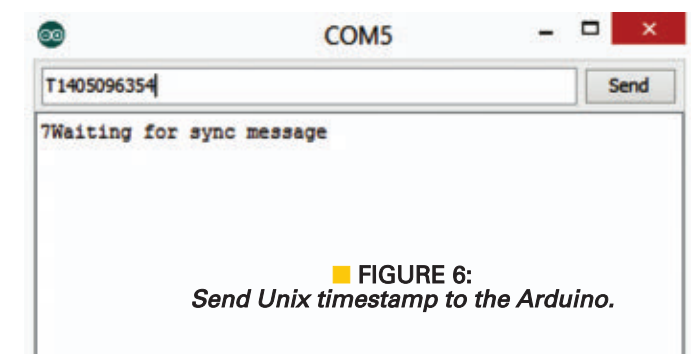 COM5
T1405096354
Send
7Waiting for sync message
FIGURE 6:
Send Unix timestamp to the Arduino.